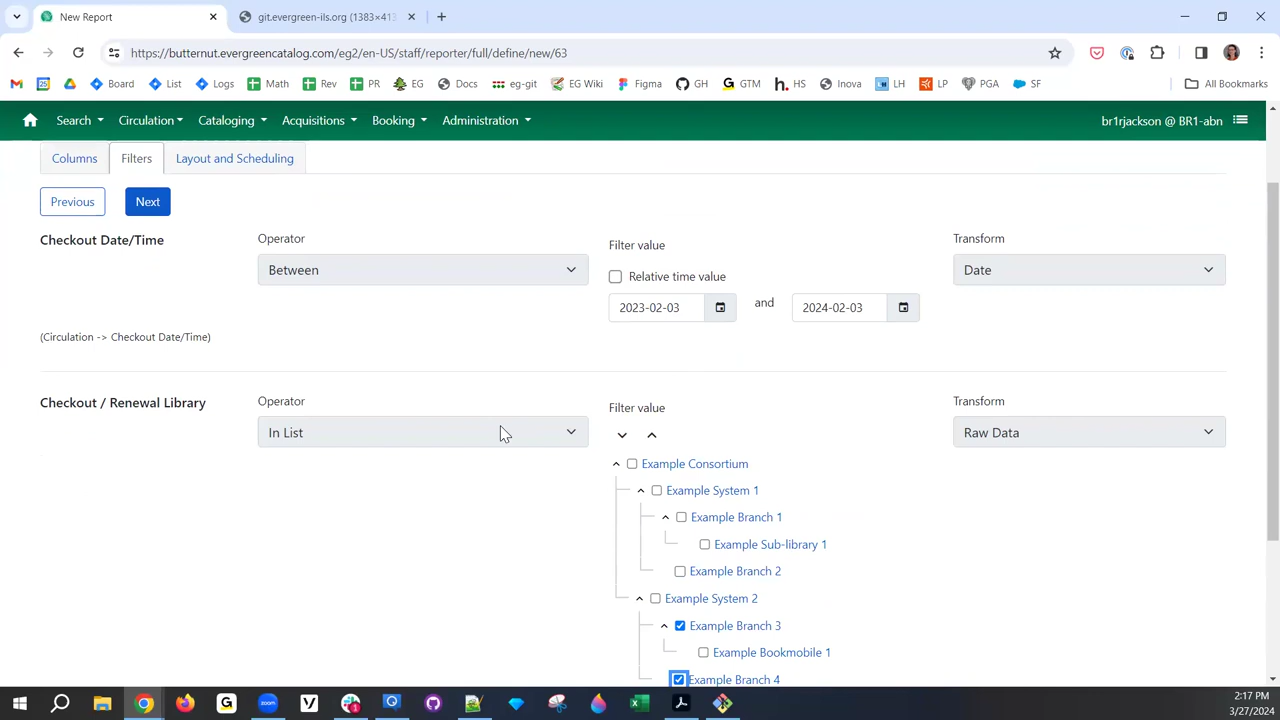 New Report
git.evergreen-ils.org (1383×413
https://butternut.evergreencatalog.com/eg2/en-US/staff/reporter/full/define/new/63
Board List Logs Math Rev PR EG Docs eg-git EG Wiki Figma GH GTM HS Inova LH LP PGA SF All Bookmarks
Search Circulation Cataloging Acquisitions Booking Administration br1rjackson @ BR1-abn
Columns Filters Layout and Scheduling
Previous Next
Checkout Date/Time Operator Filter value Transform
Between Relative time value Date
2023-02-03 and 2024-02-03
(Circulation -> Checkout Date/Time)
Checkout / Renewal Library Operator Filter value Transform
In List Raw Data
Example Consortium
Example System 1
Example Branch 1
Example Sub-library 1
Example Branch 2
Example System 2
Example Branch 3
Example Bookmobile 1
Example Branch 4
2:17 PM
3/27/2024